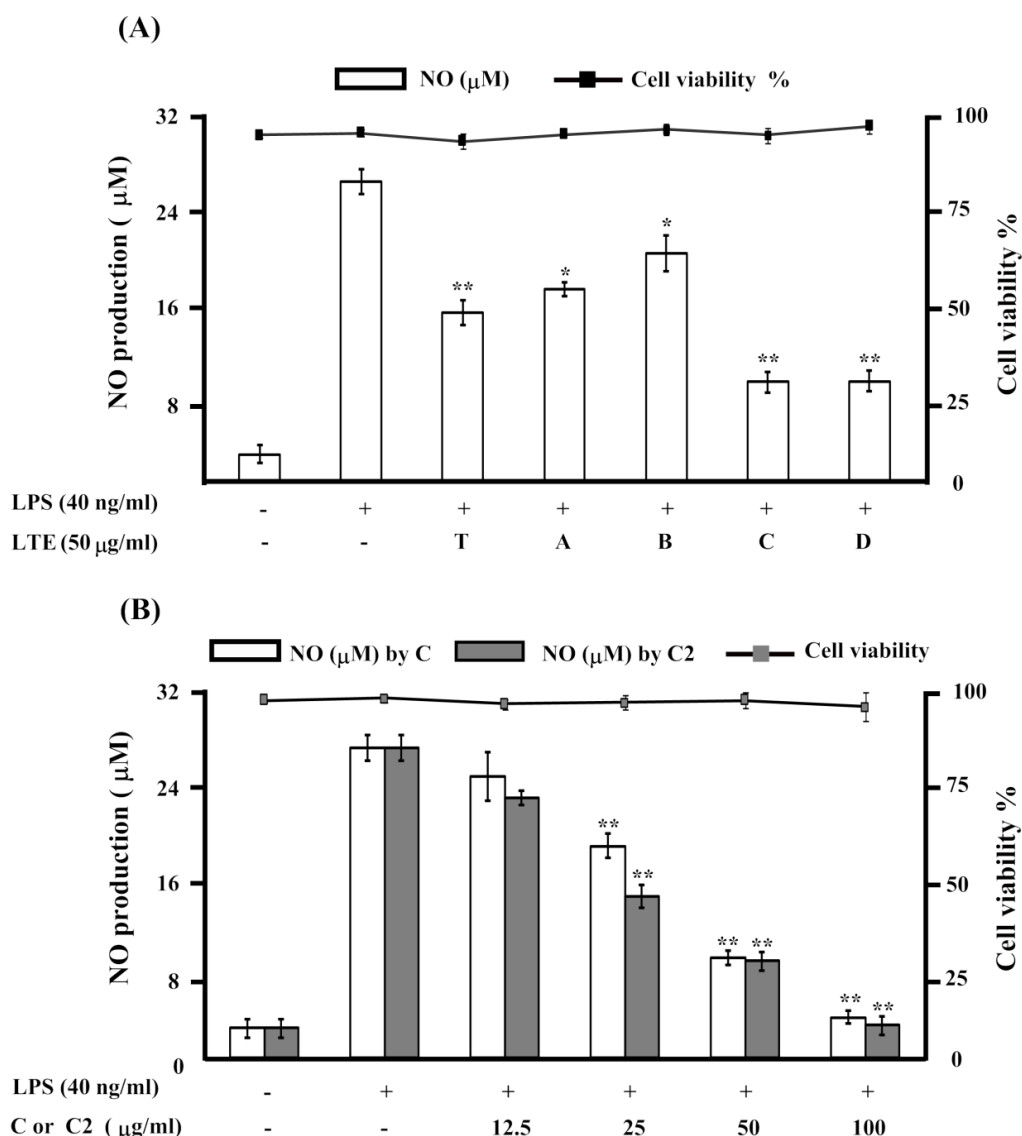 (A)
NO (μM) Cell viability %
32 100
24 75
16 50
8 25
0
NO production ( μM)
Cell viability %
** * * ** **
LPS (40 ng/ml) - + + + + + +
LTE (50 μg/ml) - - T A B C D
(B)
NO (μM) by C NO (μM) by C2 Cell viability
32 100
24 75
16 50
8 25
0 0
NO production ( μM)
Cell viability %
** ** ** ** ** **
LPS (40 ng/ml) - + + + + +
C or C2 ( μg/ml) - - 12.5 25 50 100